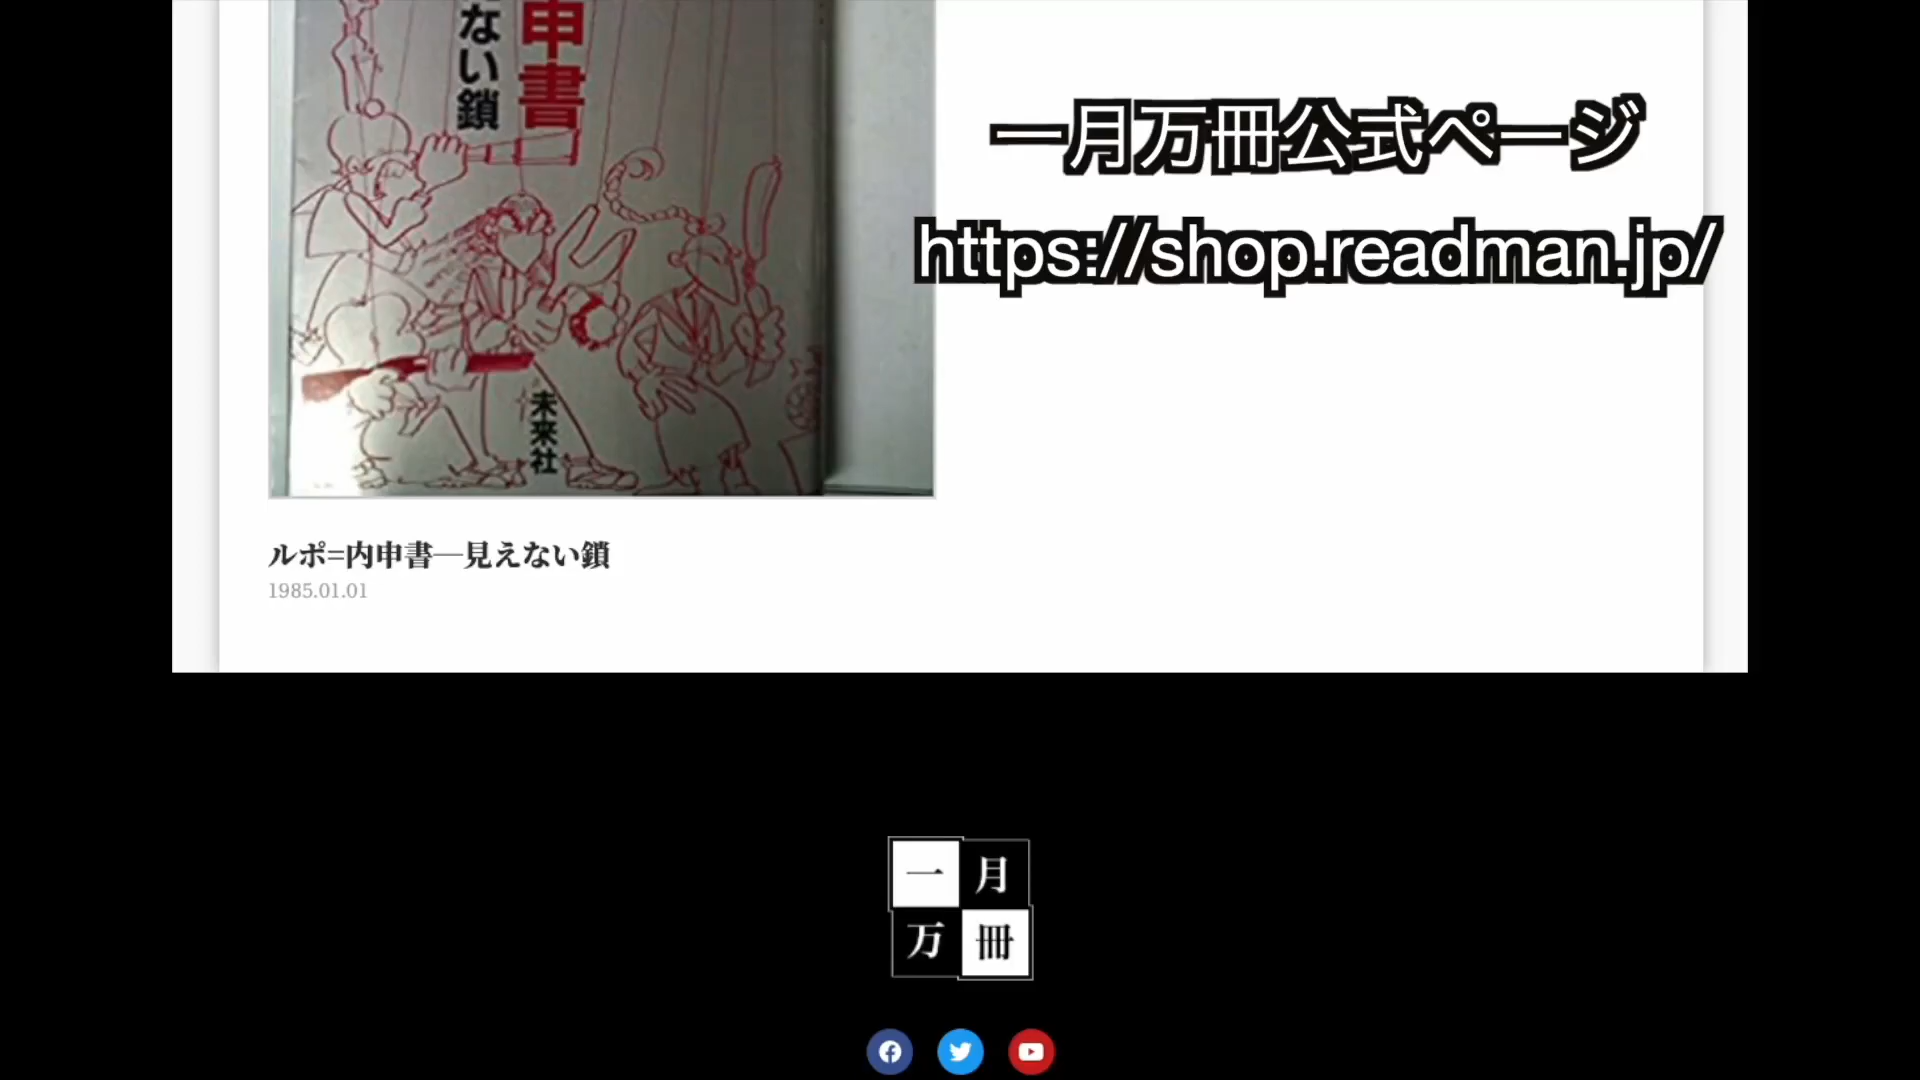 申書
ない鎖
一月万冊公式ページ
https://shop.readman.jp/
未来社
ルポ=内申書―見えない鎖
1985.01.01
一月
万冊